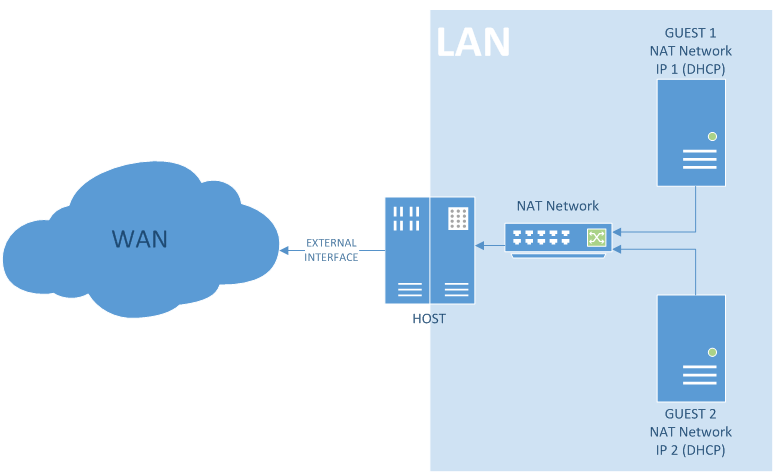 LAN
GUEST 1
NAT Network
IP 1 (DHCP)
NAT Network
WAN
EXTERNAL
INTERFACE
HOST
GUEST 2
NAT Network
IP 2 (DHCP)